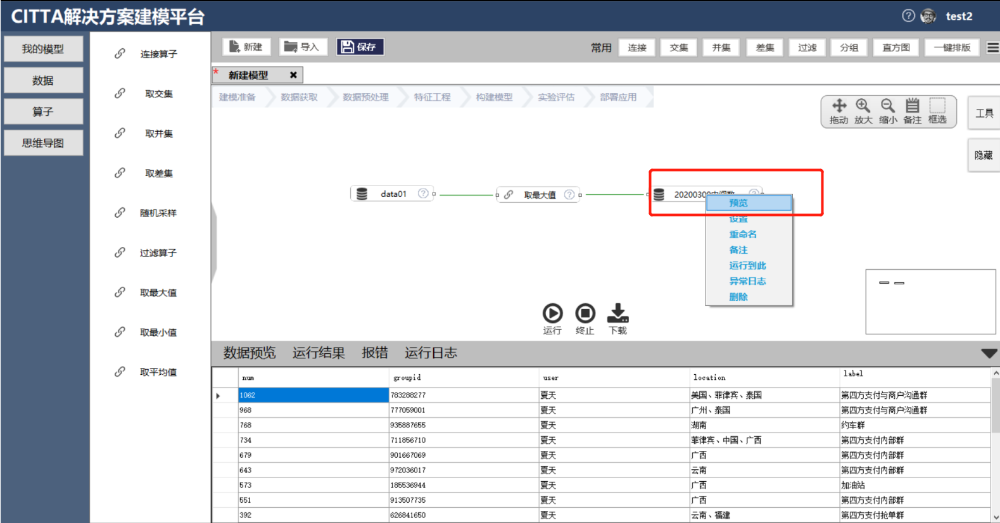 CITTA解决方案建模平台
? test2
我的模型
数据
算子
思维导图
连接算子
取交集
取并集
取差集
随机采样
过滤算子
取最大值
取最小值
取平均值
新建 导入 保存
常用 连接 交集 并集 差集 过滤 分组 直方图 一键排版
* 新建模型 ✖
建模准备 数据获取 数据预处理 特征工程 构建模型 实验评估 部署应用
拖动 放大 缩小 备注 框选
工具
隐藏
data01 ?
取最大值 ?
预览
设置
重命名
备注
运行到此
异常日志
删除
运行 终止 下载
数据预览 运行结果 报错 运行日志
num groupid user location label
1062 783288277 夏天 美国、菲律宾、泰国 第四方支付与商户沟通群
968 777059001 夏天 广州、泰国 第四方支付与商户沟通群
768 935887655 夏天 湖南 约车群
734 711856710 夏天 菲律宾、中国、广西 第四方支付内部群
679 901667069 夏天 广西 第四方支付内部群
643 972036017 夏天 云南 第四方支付内部群
573 185536944 夏天 广西 加油站
551 913507735 夏天 广西 第四方支付内部群
392 626841650 夏天 云南、福建 第四方支付抢单群